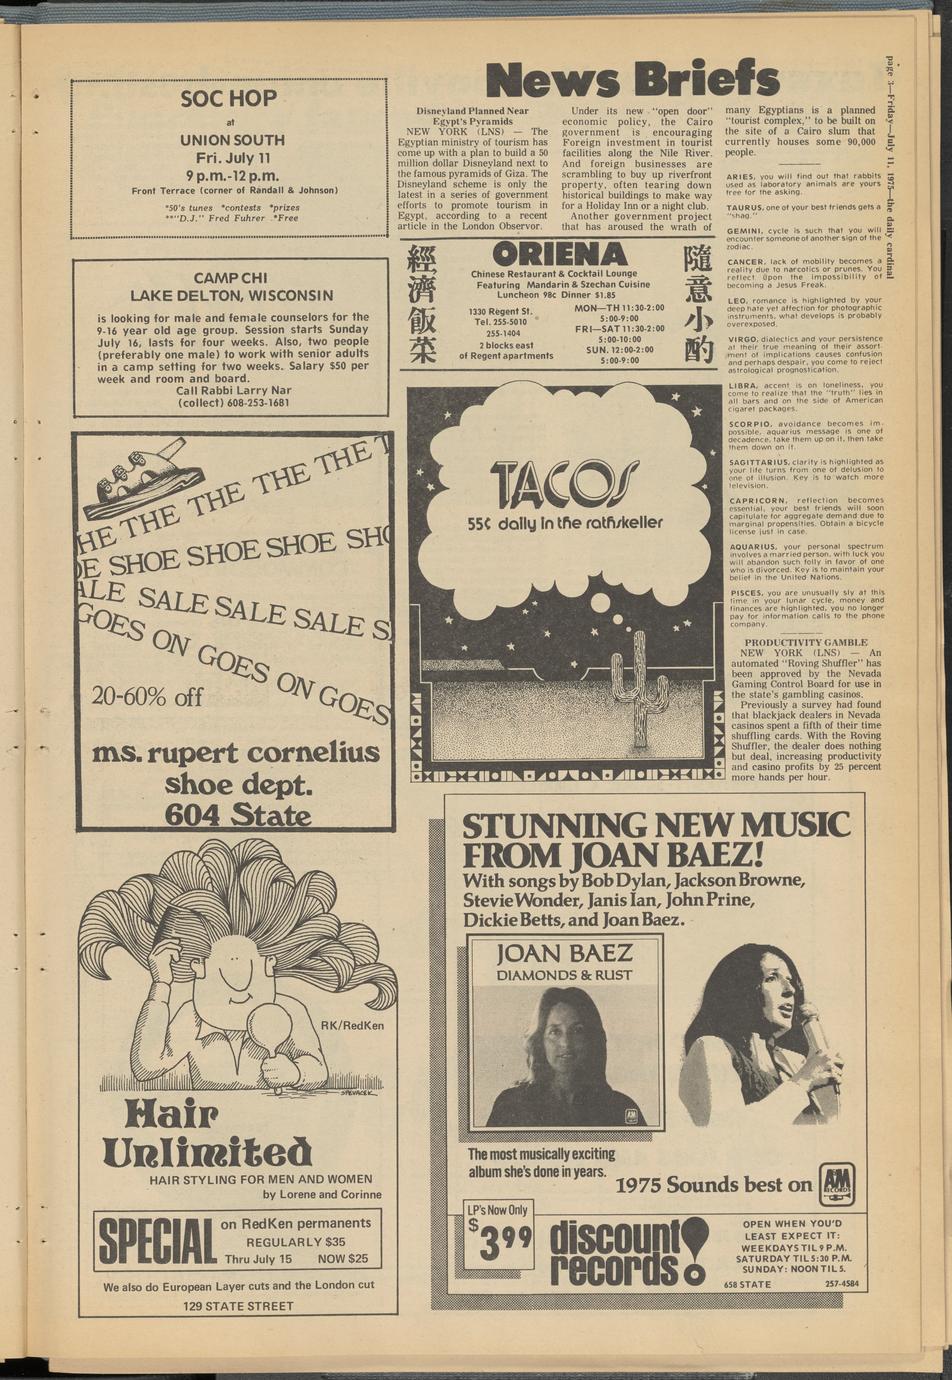 page 3—Friday—July 11, 1975—the daily cardinal
SOC HOP
at
UNION SOUTH
Fri. July 11
9 p.m.-12 p.m.
Front Terrace (corner of Randall & Johnson)
*50's tunes *contests *prizes
**"D.J." Fred Fuhrer *Free
CAMP CHI
LAKE DELTON, WISCONSIN
is looking for male and female counselors for the
9-16 year old age group. Session starts Sunday
July 16, lasts for four weeks. Also, two people
(preferably one male) to work with senior adults
in a camp setting for two weeks. Salary $50 per
week and room and board.
Call Rabbi Larry Nar
(collect) 608-253-1681
HE THE THE THE THE T
OE SHOE SHOE SHOE SHO
ALE SALE SALE SALE S
GOES ON GOES ON GOES
20-60% off
ms. rupert cornelius
shoe dept.
604 State
RK/RedKen
SPEVACEK
Hair
Unlimited
HAIR STYLING FOR MEN AND WOMEN
by Lorene and Corinne
SPECIAL
on RedKen permanents
REGULARLY $35
Thru July 15 NOW $25
We also do European Layer cuts and the London cut
129 STATE STREET
News Briefs
Disneyland Planned Near
Egypt's Pyramids
NEW YORK (LNS) — The
Egyptian ministry of tourism has
come up with a plan to build a 50
million dollar Disneyland next to
the famous pyramids of Giza. The
Disneyland scheme is only the
latest in a series of government
efforts to promote tourism in
Egypt, according to a recent
article in the London Observor.
Under its new "open door"
economic policy, the Cairo
government is encouraging
Foreign investment in tourist
facilities along the Nile River.
And foreign businesses are
scrambling to buy up riverfront
property, often tearing down
historical buildings to make way
for a Holiday Inn or a night club.
Another government project
that has aroused the wrath of
many Egyptians is a planned
"tourist complex," to be built on
the site of a Cairo slum that
currently houses some 90,000
people.
ARIES, you will find out that rabbits
used as laboratory animals are yours
free for the asking.
TAURUS, one of your best friends gets a
"shag."
GEMINI, cycle is such that you will
encounter someone of another sign of the
zodiac.
CANCER, lack of mobility becomes a
reality due to narcotics or prunes. You
reflect upon the impossibility of
becoming a Jesus Freak.
LEO, romance is highlighted by your
deep hate yet affection for photographic
instruments, what develops is probably
overexposed.
VIRGO, dialectics and your persistence
at their true meaning of their assort-
ment of implications causes confusion
and perhaps despair, you come to reject
astrological prognostication.
LIBRA, accent is on loneliness, you
come to realize that the "truth" lies in
all bars and on the side of American
cigaret packages.
SCORPIO, avoidance becomes im-
possible, aquarius message is one of
decadence, take them up on it, then take
them down on it.
SAGITTARIUS, clarity is highlighted as
your life turns from one of delusion to
one of illusion. Key is to watch more
television.
CAPRICORN, reflection becomes
essential, your best friends will soon
capitulate for aggregate demand due to
marginal propensities. Obtain a bicycle
license just in case.
AQUARIUS, your personal spectrum
involves a married person, with luck you
will abandon such folly in favor of one
who is divorced. Key is to maintain your
belief in the United Nations.
PISCES, you are unusually sly at this
time in your lunar cycle, money and
finances are highlighted, you no longer
pay for information calls to the phone
company.
PRODUCTIVITY GAMBLE
NEW YORK (LNS) — An
automated "Roving Shuffler" has
been approved by the Nevada
Gaming Control Board for use in
the state's gambling casinos.
Previously a survey had found
that blackjack dealers in Nevada
casinos spent a fifth of their time
shuffling cards. With the Roving
Shuffler, the dealer does nothing
but deal, increasing productivity
and casino profits by 25 percent
more hands per hour.
經濟飯菜
ORIENA
Chinese Restaurant & Cocktail Lounge
Featuring Mandarin & Szechan Cuisine
Luncheon 98c Dinner $1.85
1330 Regent St.
Tel. 255-5010
255-1404
2 blocks east
of Regent apartments
MON—TH 11:30-2:00
5:00-9:00
FRI—SAT 11:30-2:00
5:00-10:00
SUN. 12:00-2:00
5:00-9:00
隨意小酌
TACOS
55¢ daily in the rathskeller
STUNNING NEW MUSIC
FROM JOAN BAEZ!
With songs by Bob Dylan, Jackson Browne,
Stevie Wonder, Janis Ian, John Prine,
Dickie Betts, and Joan Baez.
JOAN BAEZ
DIAMONDS & RUST
A&M
The most musically exciting
album she's done in years.
1975 Sounds best on
A&M
RECORDS
LP's Now Only
$3.99
discount
records!
OPEN WHEN YOU'D
LEAST EXPECT IT:
WEEKDAYS TIL 9 P.M.
SATURDAY TIL 5:30 P.M.
SUNDAY: NOON TIL 5.
658 STATE 257-4584